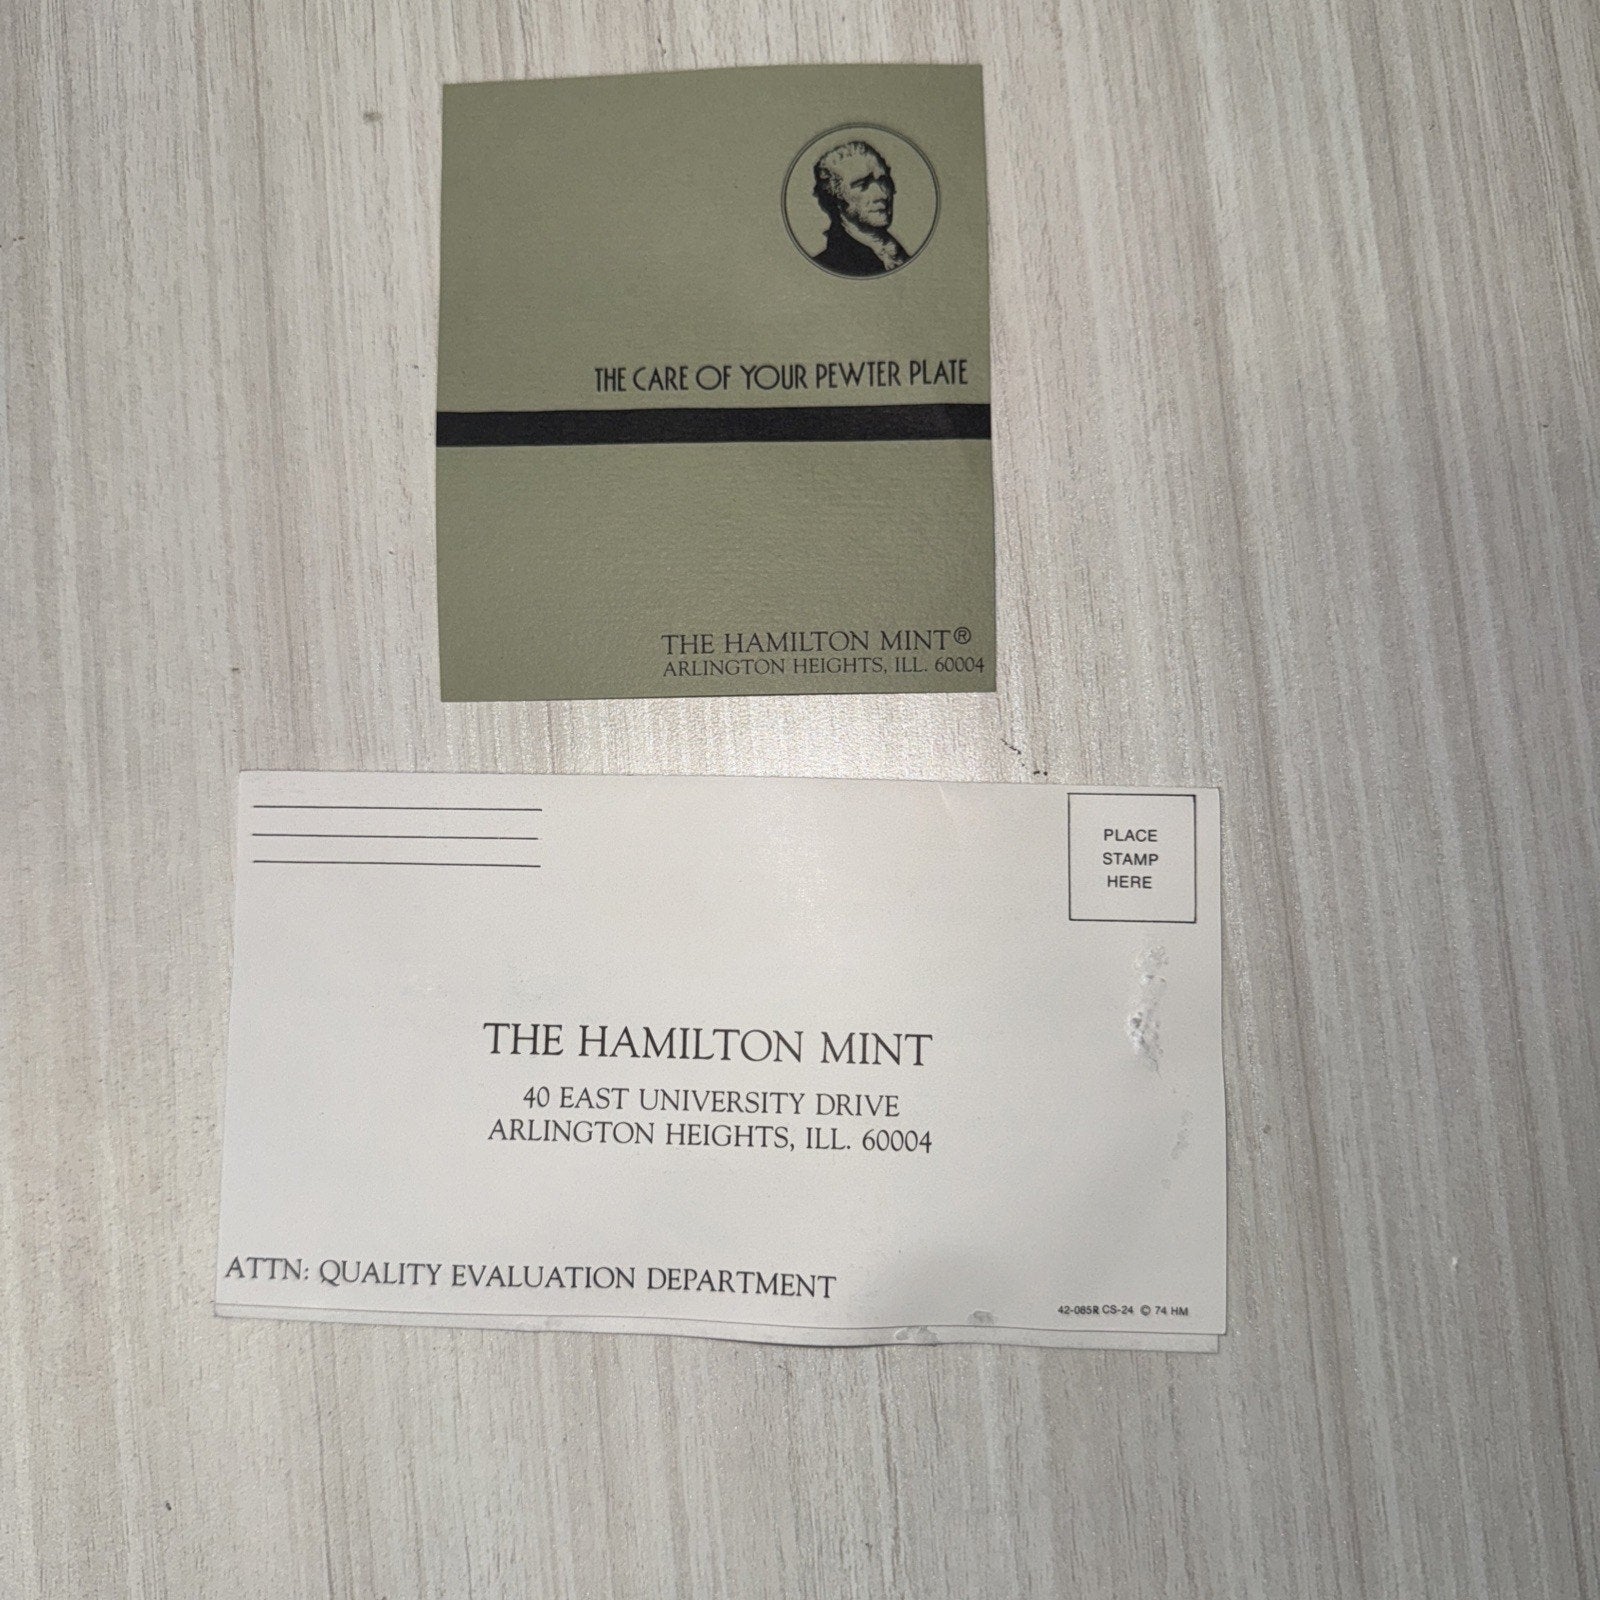 THE CARE OF YOUR PEWTER PLATE
THE HAMILTON MINT®
ARLINGTON HEIGHTS, ILL. 60004
PLACE
STAMP
HERE
THE HAMILTON MINT
40 EAST UNIVERSITY DRIVE
ARLINGTON HEIGHTS, ILL. 60004
ATTN: QUALITY EVALUATION DEPARTMENT
42-085R CS-24 © 74 HM